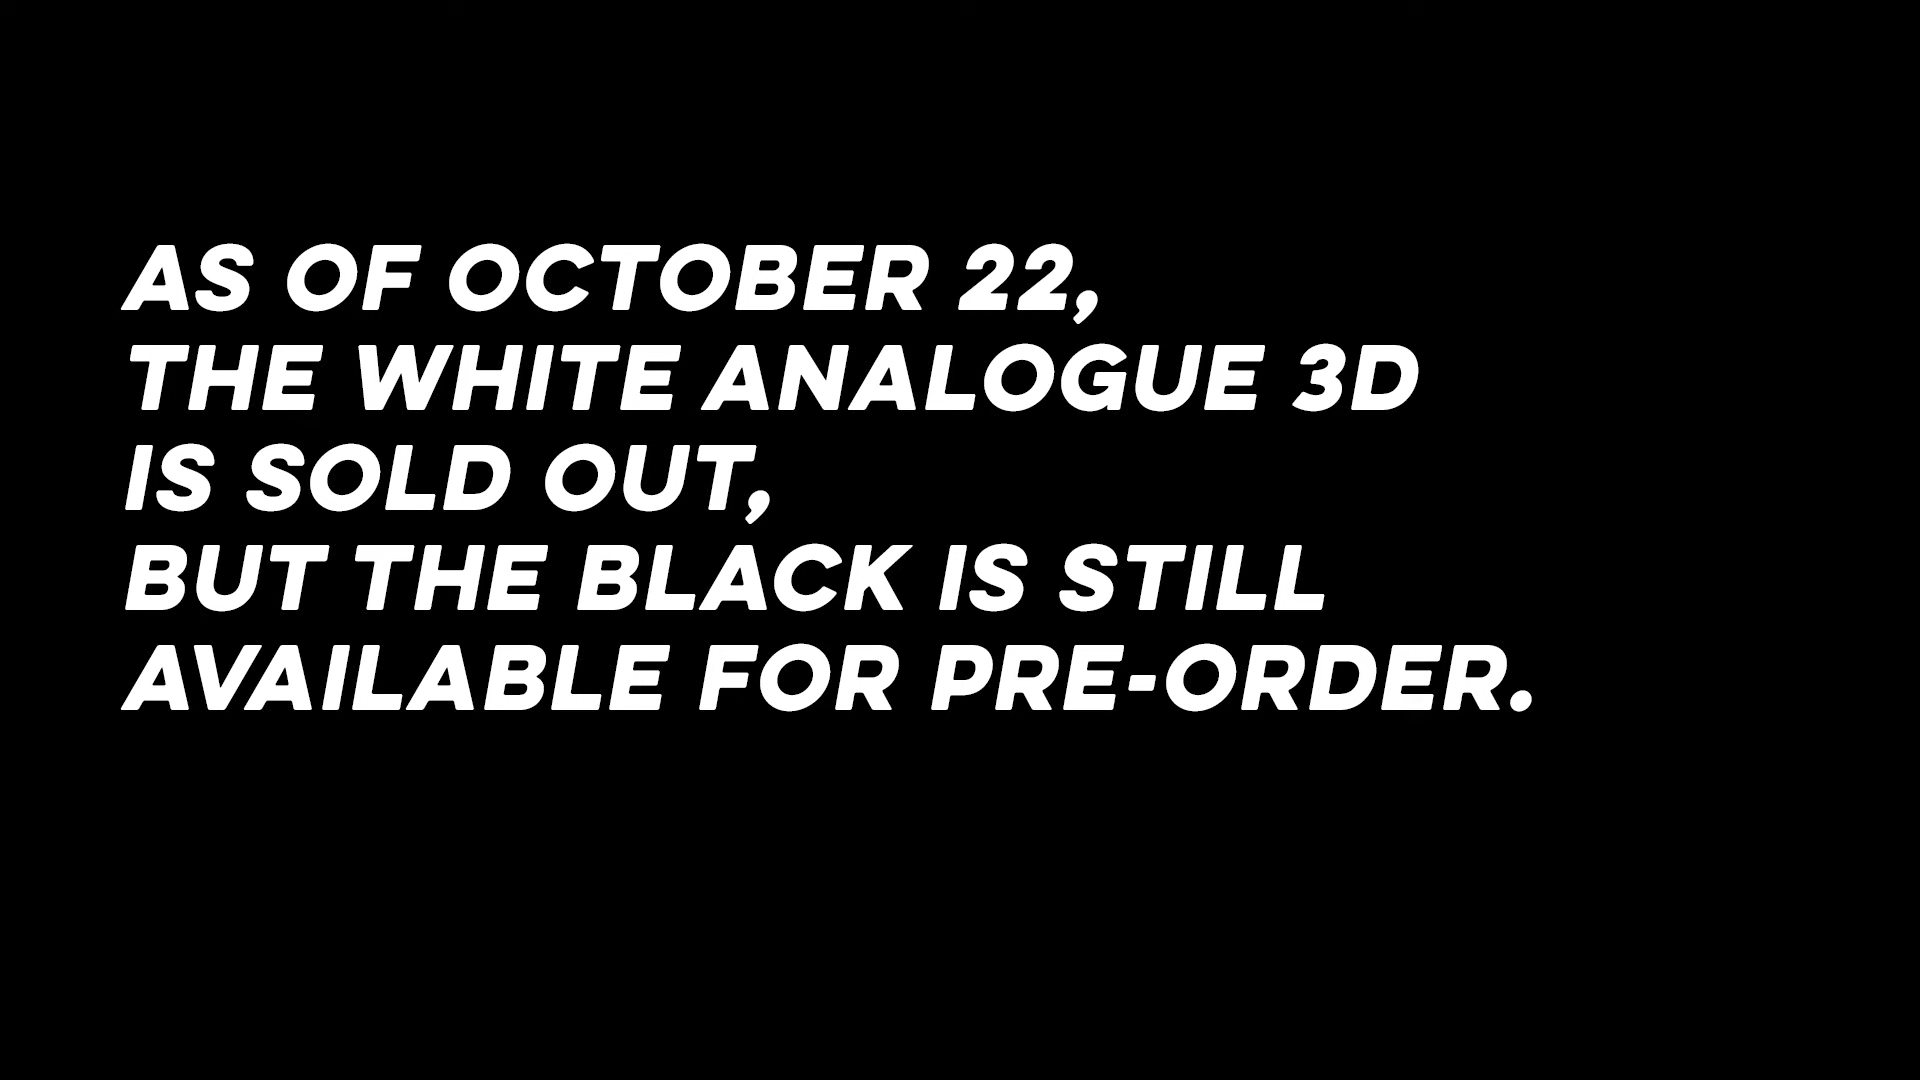 AS OF OCTOBER 22,
THE WHITE ANALOGUE 3D
IS SOLD OUT,
BUT THE BLACK IS STILL
AVAILABLE FOR PRE-ORDER.